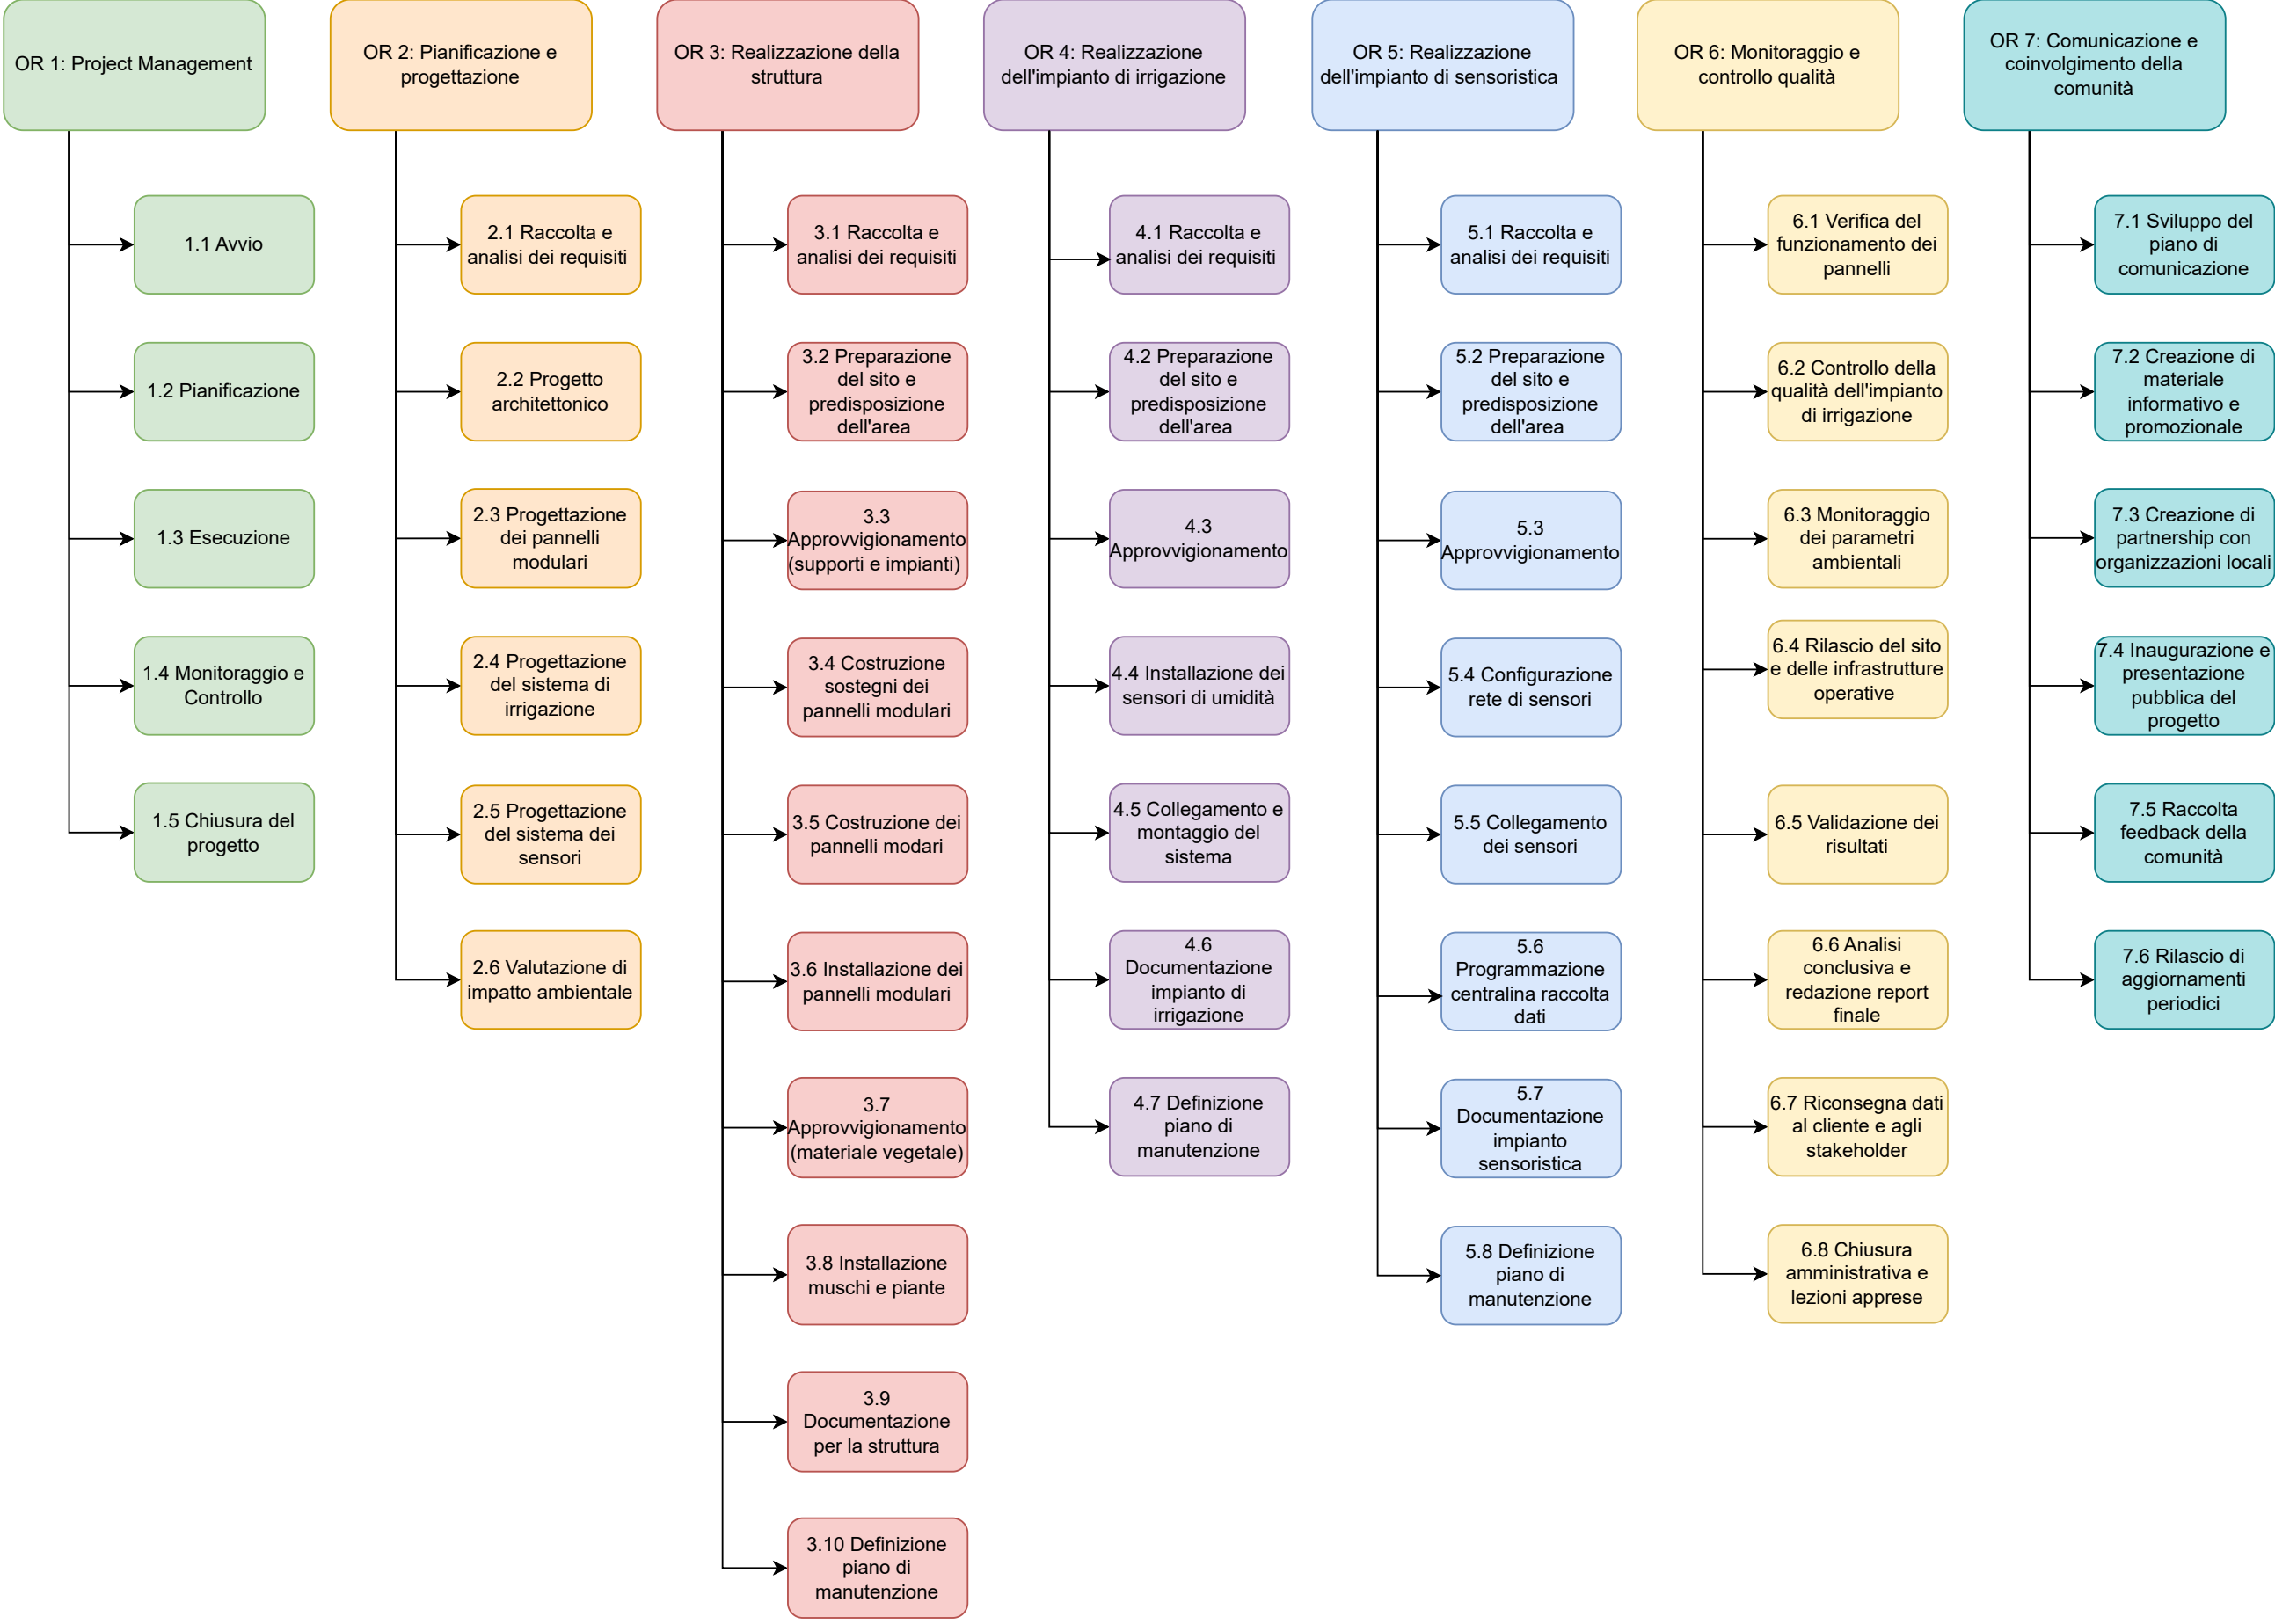 OR 1: Project Management
1.1 Avvio
1.2 Pianificazione
1.3 Esecuzione
1.4 Monitoraggio e
Controllo
1.5 Chiusura del
progetto
OR 2: Pianificazione e
progettazione
2.1 Raccolta e
analisi dei requisiti
2.2 Progetto
architettonico
2.3 Progettazione
dei pannelli
modulari
2.4 Progettazione
del sistema di
irrigazione
2.5 Progettazione
del sistema dei
sensori
2.6 Valutazione di
impatto ambientale
OR 3: Realizzazione della
struttura
3.1 Raccolta e
analisi dei requisiti
3.2 Preparazione
del sito e
predisposizione
dell'area
3.3
Approvvigionamento
(supporti e impianti)
3.4 Costruzione
sostegni dei
pannelli modulari
3.5 Costruzione dei
pannelli modari
3.6 Installazione dei
pannelli modulari
3.7
Approvvigionamento
(materiale vegetale)
3.8 Installazione
muschi e piante
3.9
Documentazione
per la struttura
3.10 Definizione
piano di
manutenzione
OR 4: Realizzazione
dell'impianto di irrigazione
4.1 Raccolta e
analisi dei requisiti
4.2 Preparazione
del sito e
predisposizione
dell'area
4.3
Approvvigionamento
4.4 Installazione dei
sensori di umidità
4.5 Collegamento e
montaggio del
sistema
4.6
Documentazione
impianto di
irrigazione
4.7 Definizione
piano di
manutenzione
OR 5: Realizzazione
dell'impianto di sensoristica
5.1 Raccolta e
analisi dei requisiti
5.2 Preparazione
del sito e
predisposizione
dell'area
5.3
Approvvigionamento
5.4 Configurazione
rete di sensori
5.5 Collegamento
dei sensori
5.6
Programmazione
centralina raccolta
dati
5.7
Documentazione
impianto
sensoristica
5.8 Definizione
piano di
manutenzione
OR 6: Monitoraggio e
controllo qualità
6.1 Verifica del
funzionamento dei
pannelli
6.2 Controllo della
qualità dell'impianto
di irrigazione
6.3 Monitoraggio
dei parametri
ambientali
6.4 Rilascio del sito
e delle infrastrutture
operative
6.5 Validazione dei
risultati
6.6 Analisi
conclusiva e
redazione report
finale
6.7 Riconsegna dati
al cliente e agli
stakeholder
6.8 Chiusura
amministrativa e
lezioni apprese
OR 7: Comunicazione e
coinvolgimento della
comunità
7.1 Sviluppo del
piano di
comunicazione
7.2 Creazione di
materiale
informativo e
promozionale
7.3 Creazione di
partnership con
organizzazioni locali
7.4 Inaugurazione e
presentazione
pubblica del
progetto
7.5 Raccolta
feedback della
comunità
7.6 Rilascio di
aggiornamenti
periodici